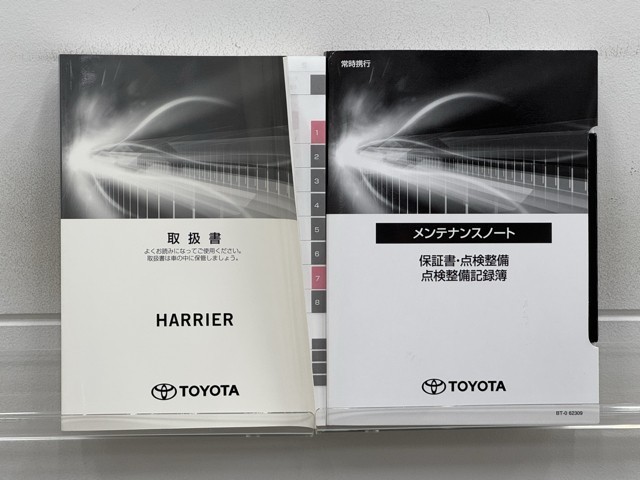 取扱書
よくお読みになってご使用ください。
取扱書は車の中に保管しましょう。
HARRIER
TOYOTA
1
2
3
4
5
6
7
8
常時携行
メンテナンスノート
保証書・点検整備
点検整備記録簿
TOYOTA
BT-0 62309